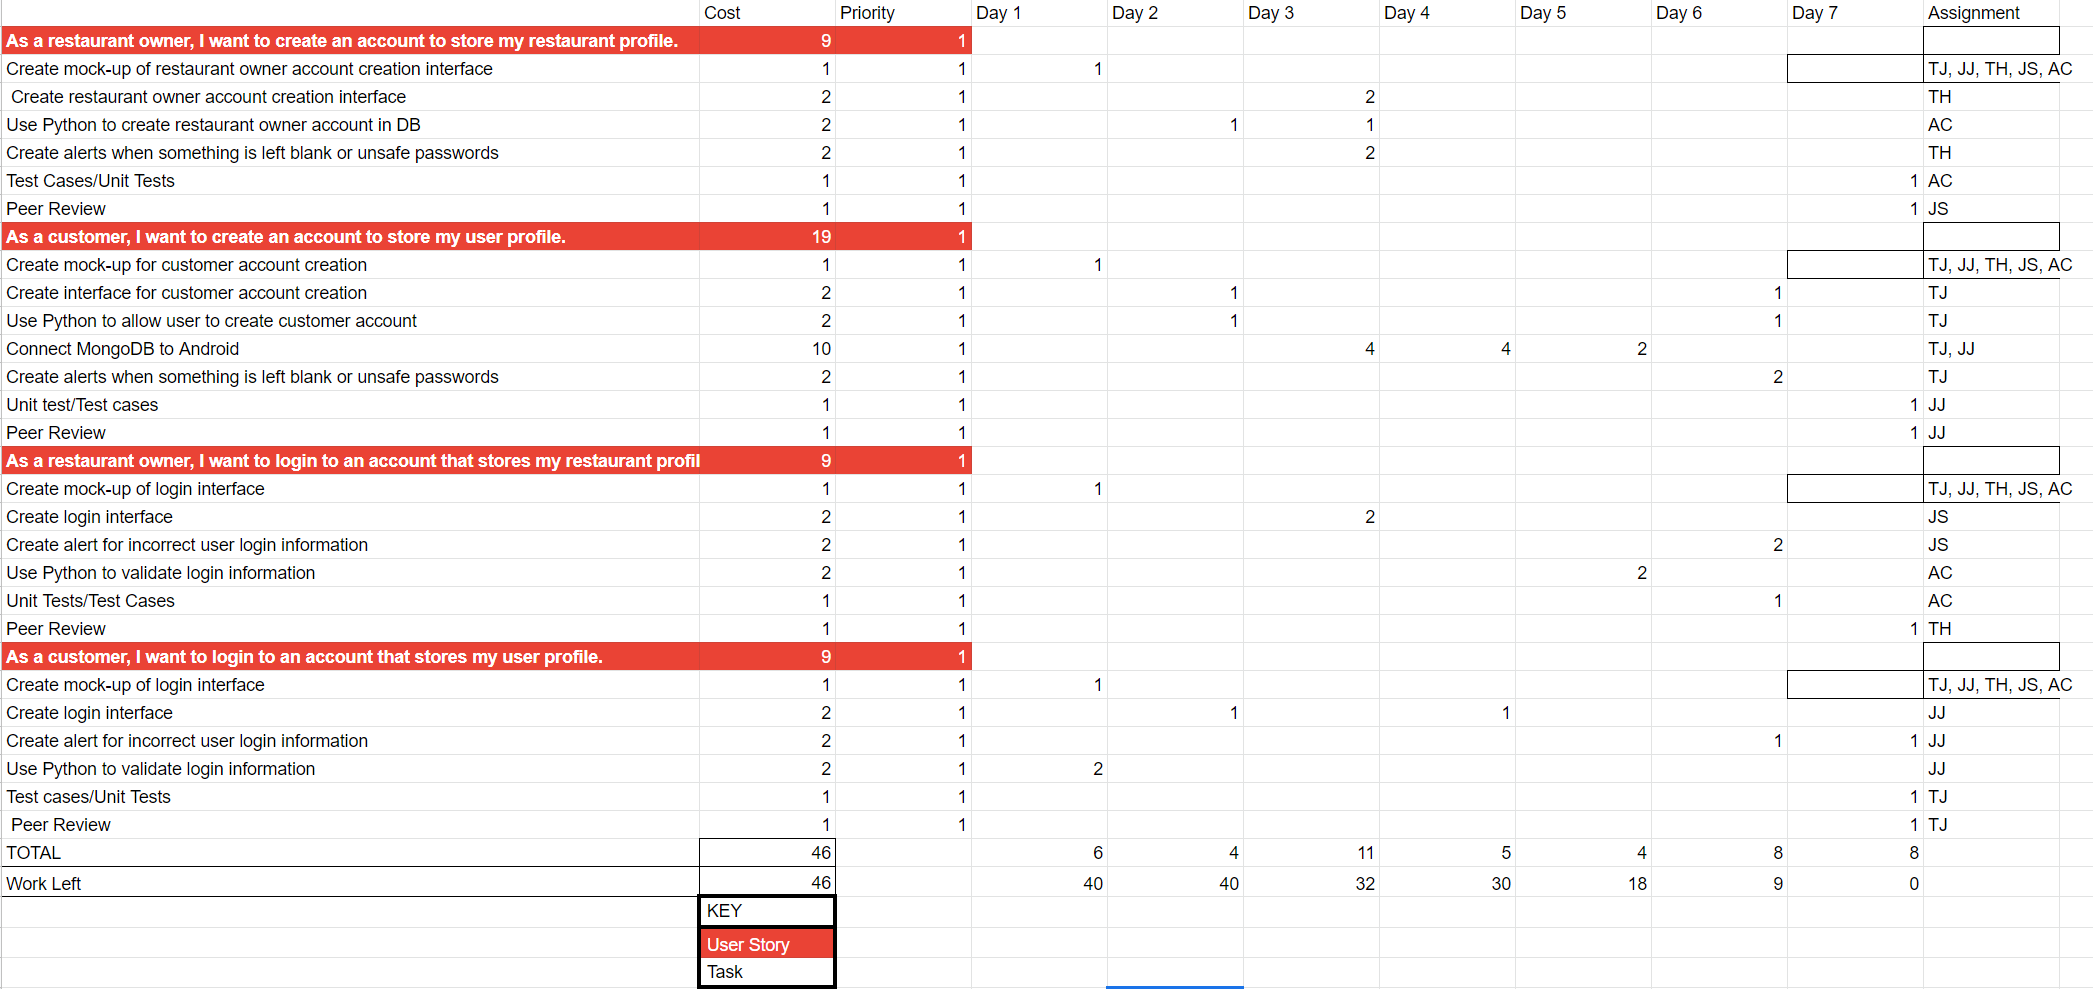 Cost Priority Day 1 Day 2 Day 3 Day 4 Day 5 Day 6 Day 7 Assignment
As a restaurant owner, I want to create an account to store my restaurant profile. 9 1
Create mock-up of restaurant owner account creation interface 1 1 1 TJ, JJ, TH, JS, AC
Create restaurant owner account creation interface 2 1 2 TH
Use Python to create restaurant owner account in DB 2 1 1 1 AC
Create alerts when something is left blank or unsafe passwords 2 1 2 TH
Test Cases/Unit Tests 1 1 1 AC
Peer Review 1 1 1 JS
As a customer, I want to create an account to store my user profile. 19 1
Create mock-up for customer account creation 1 1 1 TJ, JJ, TH, JS, AC
Create interface for customer account creation 2 1 1 1 TJ
Use Python to allow user to create customer account 2 1 1 1 TJ
Connect MongoDB to Android 10 1 4 4 2 TJ, JJ
Create alerts when something is left blank or unsafe passwords 2 1 2 TJ
Unit test/Test cases 1 1 1 JJ
Peer Review 1 1 1 JJ
As a restaurant owner, I want to login to an account that stores my restaurant profil 9 1
Create mock-up of login interface 1 1 1 TJ, JJ, TH, JS, AC
Create login interface 2 1 2 JS
Create alert for incorrect user login information 2 1 2 JS
Use Python to validate login information 2 1 2 AC
Unit Tests/Test Cases 1 1 1 AC
Peer Review 1 1 1 TH
As a customer, I want to login to an account that stores my user profile. 9 1
Create mock-up of login interface 1 1 1 TJ, JJ, TH, JS, AC
Create login interface 2 1 1 1 JJ
Create alert for incorrect user login information 2 1 1 1 JJ
Use Python to validate login information 2 1 2 JJ
Test cases/Unit Tests 1 1 1 TJ
Peer Review 1 1 1 TJ
TOTAL 46 6 4 11 5 4 8 8
Work Left 46 40 40 32 30 18 9 0
KEY
User Story
Task